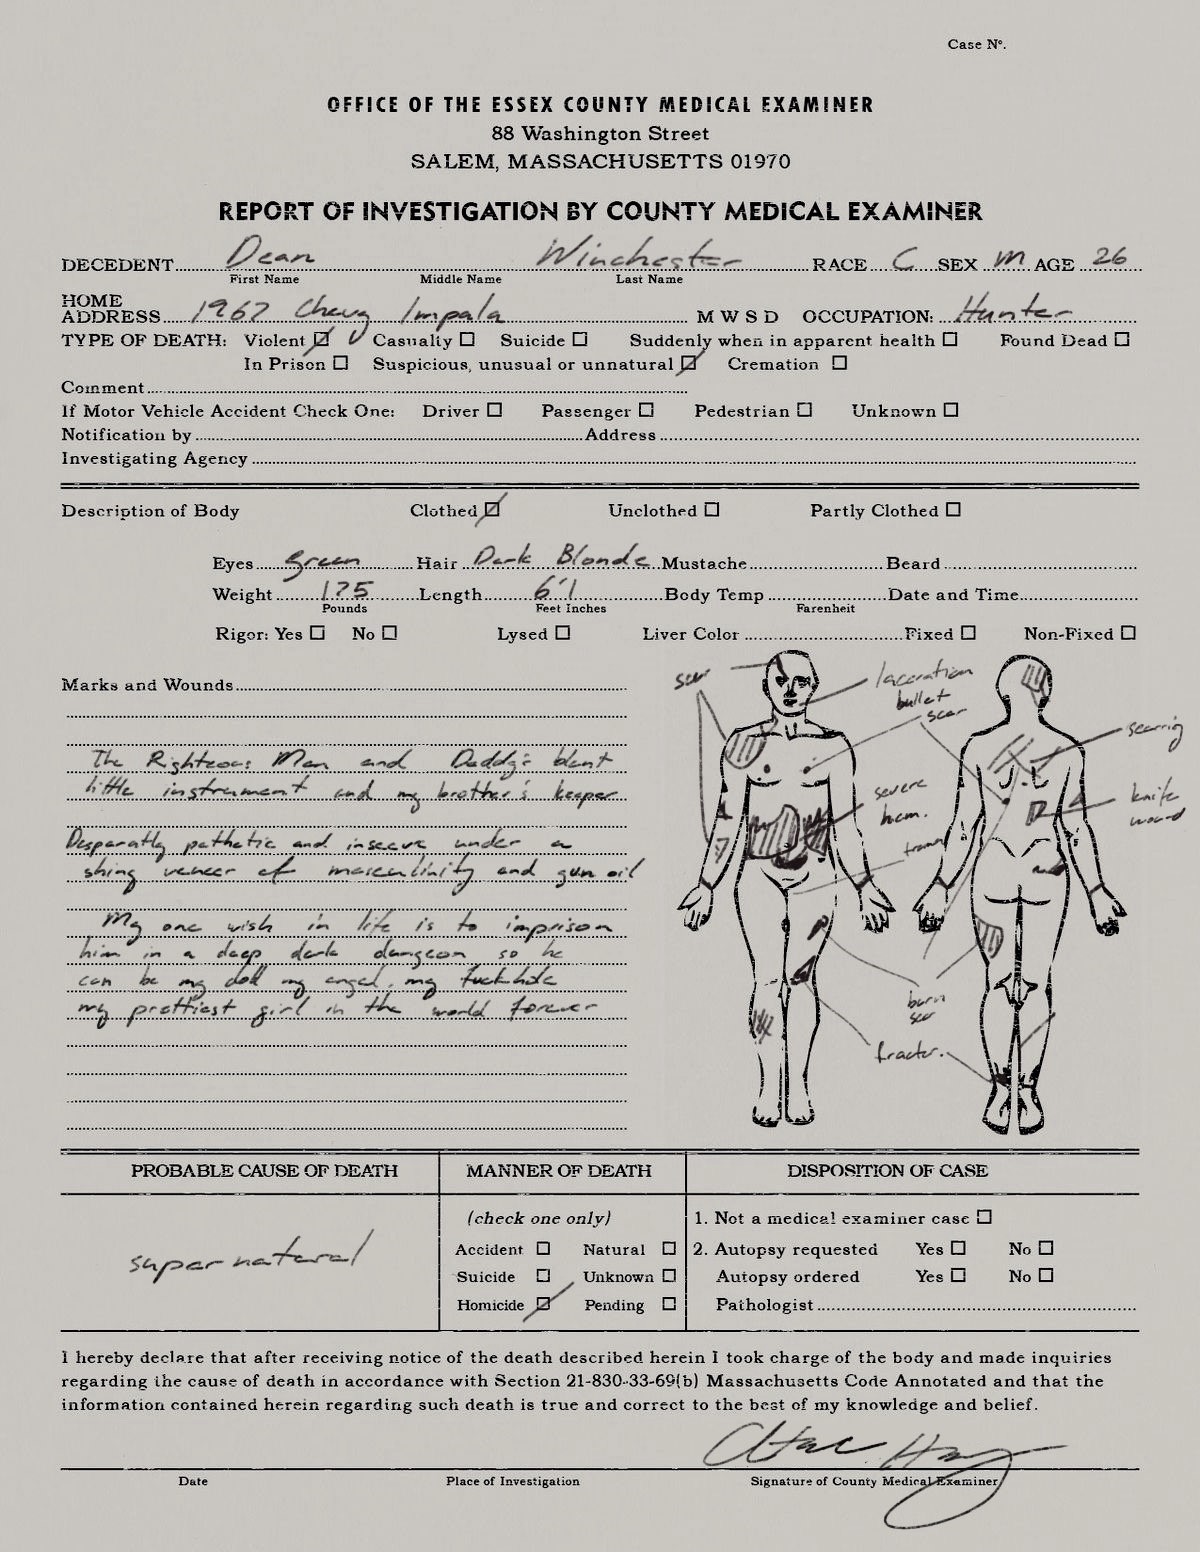 Case Nº.
OFFICE OF THE ESSEX COUNTY MEDICAL EXAMINER
88 Washington Street
SALEM, MASSACHUSETTS 01970
REPORT OF INVESTIGATION BY COUNTY MEDICAL EXAMINER
DECEDENT Dean Winchester RACE C SEX M AGE 26
First Name Middle Name Last Name
HOME
ADDRESS 1967 Chevy Impala M W S D OCCUPATION: Hunter
TYPE OF DEATH: Violent ☑ Casualty ☐ Suicide ☐ Suddenly when in apparent health ☐ Found Dead ☐
In Prison ☐ Suspicious, unusual or unnatural ☑ Cremation ☐
Comment
If Motor Vehicle Accident Check One: Driver ☐ Passenger ☐ Pedestrian ☐ Unknown ☐
Notification by Address
Investigating Agency
Description of Body Clothed ☑ Unclothed ☐ Partly Clothed ☐
Eyes green Hair Dark Blonde Mustache Beard
Weight 175 Length 6'1 Body Temp Date and Time
Pounds Feet Inches Farenheit
Rigor: Yes ☐ No ☐ Lysed ☐ Liver Color Fixed ☐ Non-Fixed ☐
Marks and Wounds
The Righteous Man and Daddy's blunt
little instrument and my brother's keeper
Desparatly pathetic and insecure under a
shing veneer of masculinity and gun oil
My one wish in life is to imprison
him in a deep dark dungeon so he
can be my doll my angel, my fuckhole
my prettiest girl in the world forever
scar
laceration
bullet
scar
scarring
severe
hem.
knife
wound
burn
scar
fractur.
PROBABLE CAUSE OF DEATH
supernatural
MANNER OF DEATH
(check one only)
Accident ☐ Natural ☐
Suicide ☐ Unknown ☐
Homicide ☑ Pending ☐
DISPOSITION OF CASE
1. Not a medical examiner case ☐
2. Autopsy requested Yes ☐ No ☐
Autopsy ordered Yes ☐ No ☐
Pathologist
I hereby declare that after receiving notice of the death described herein I took charge of the body and made inquiries
regarding the cause of death in accordance with Section 21-830-33-69(b) Massachusetts Code Annotated and that the
information contained herein regarding such death is true and correct to the best of my knowledge and belief.
Date Place of Investigation Signature of County Medical Examiner